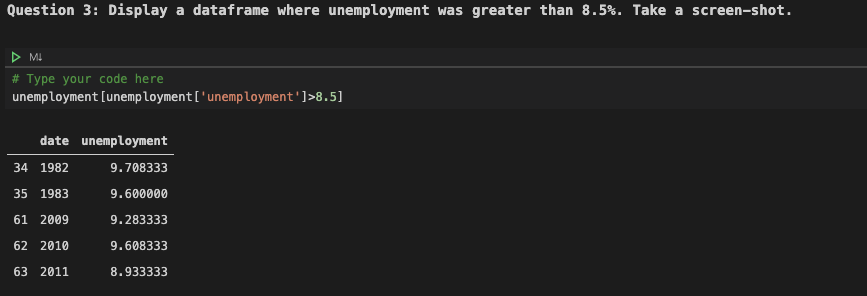 Question 3: Display a dataframe where unemployment was greater than 8.5%. Take a screen-shot.
M↓
# Type your code here
unemployment[unemployment['unemployment']>8.5]
date unemployment
34 1982 9.708333
35 1983 9.600000
61 2009 9.283333
62 2010 9.608333
63 2011 8.933333